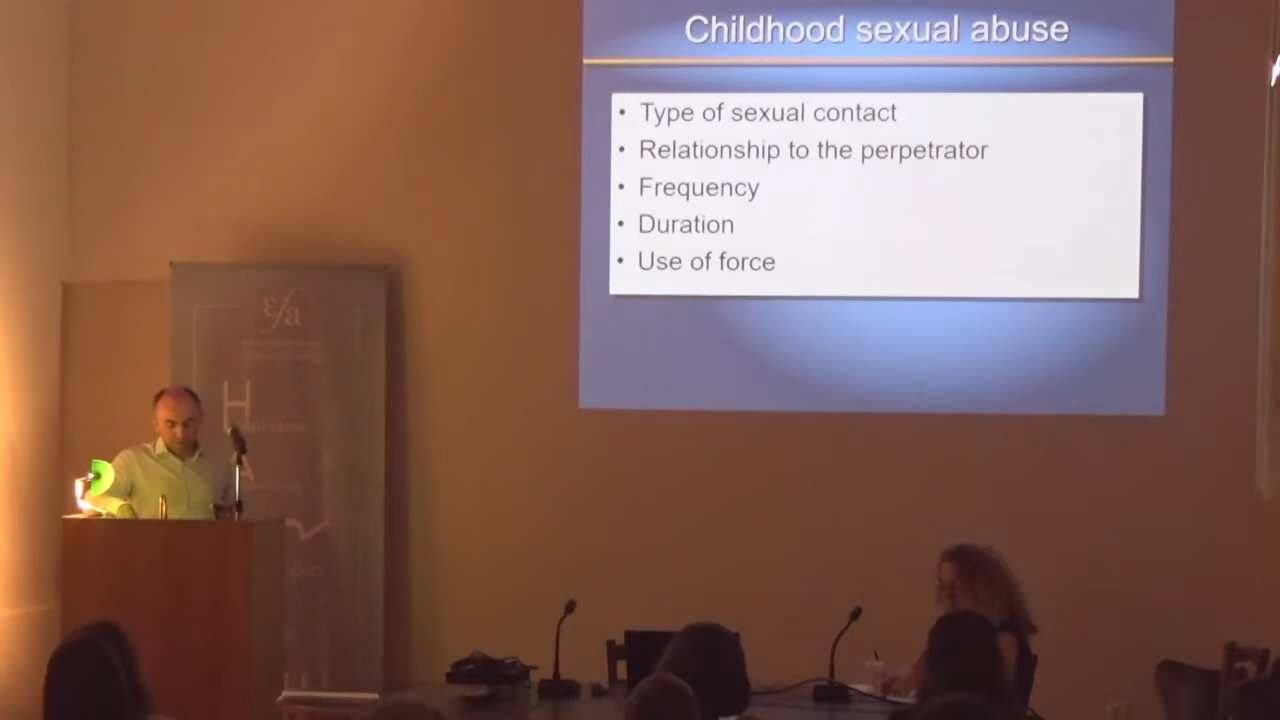 Childhood sexual abuse
• Type of sexual contact
• Relationship to the perpetrator
• Frequency
• Duration
• Use of force
εfa
H
A